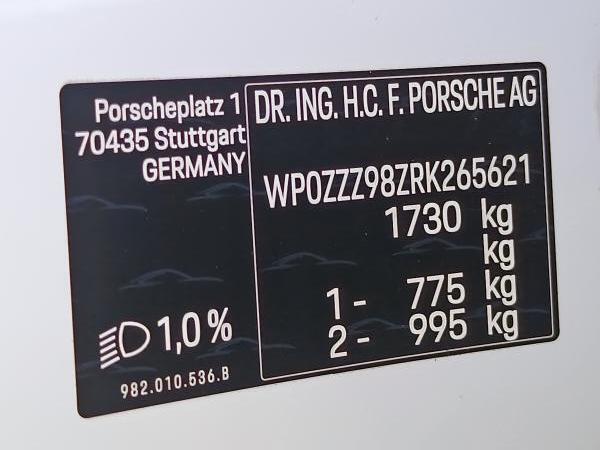 Porscheplatz 1
70435 Stuttgart
GERMANY
DR. ING. H.C. F. PORSCHE AG
WP0ZZZ98ZRK265621
1730 kg
kg
1- 775 kg
2- 995 kg
1,0 %
982.010.536.B